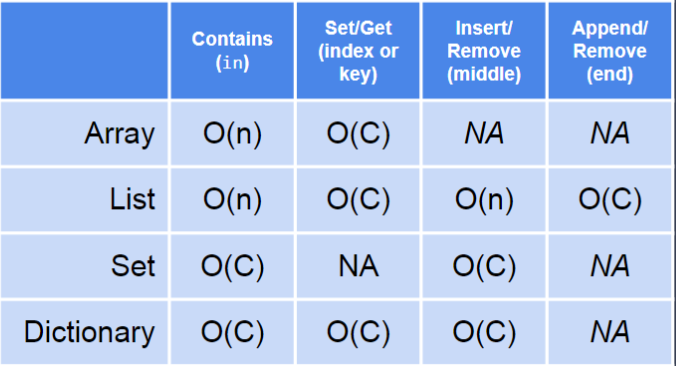 Contains (in) Set/Get (index or key) Insert/Remove (middle) Append/Remove (end)
Array O(n) O(C) NA NA
List O(n) O(C) O(n) O(C)
Set O(C) NA O(C) NA
Dictionary O(C) O(C) O(C) NA